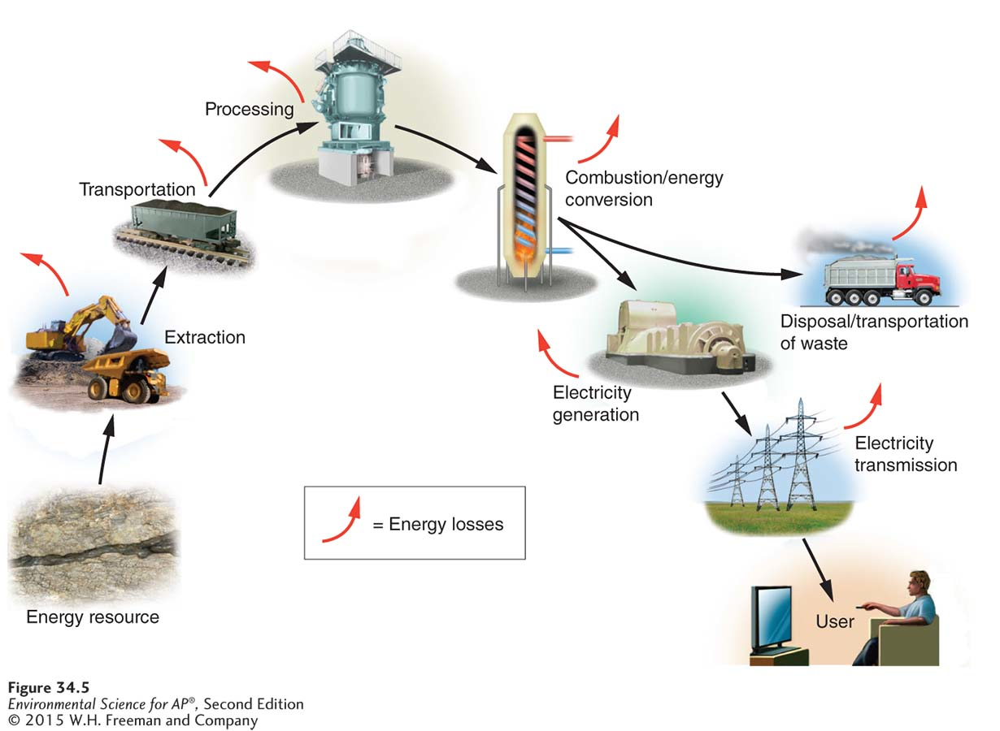 Processing
Transportation
Combustion/energy
conversion
Extraction
Disposal/transportation
of waste
Electricity
generation
Electricity
transmission
= Energy losses
Energy resource
User
Figure 34.5
Environmental Science for AP®, Second Edition
© 2015 W.H. Freeman and Company